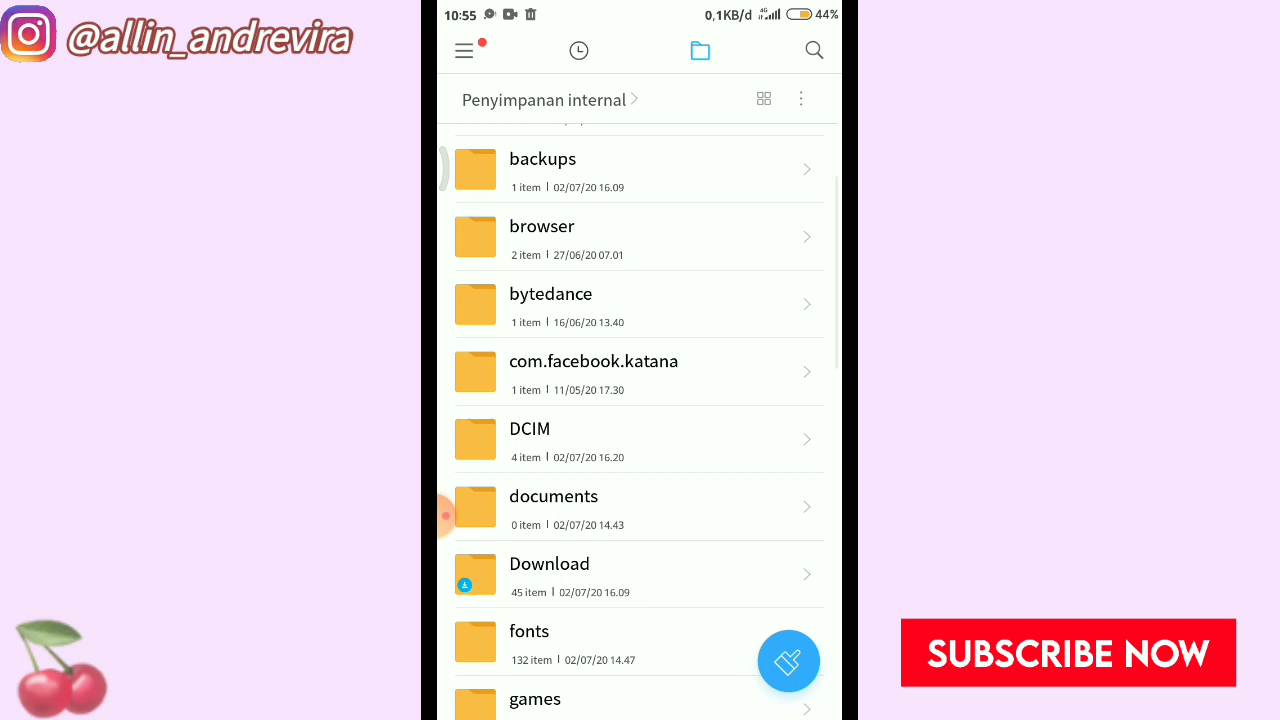 @allin_andrevira
10:55
0,1KB/d 4G 44%
Penyimpanan internal
backups
1 item | 02/07/20 16.09
browser
2 item | 27/06/20 07.01
bytedance
1 item | 16/06/20 13.40
com.facebook.katana
1 item | 11/05/20 17.30
DCIM
4 item | 02/07/20 16.20
documents
0 item | 02/07/20 14.43
Download
45 item | 02/07/20 16.09
fonts
132 item | 02/07/20 14.47
games
SUBSCRIBE NOW